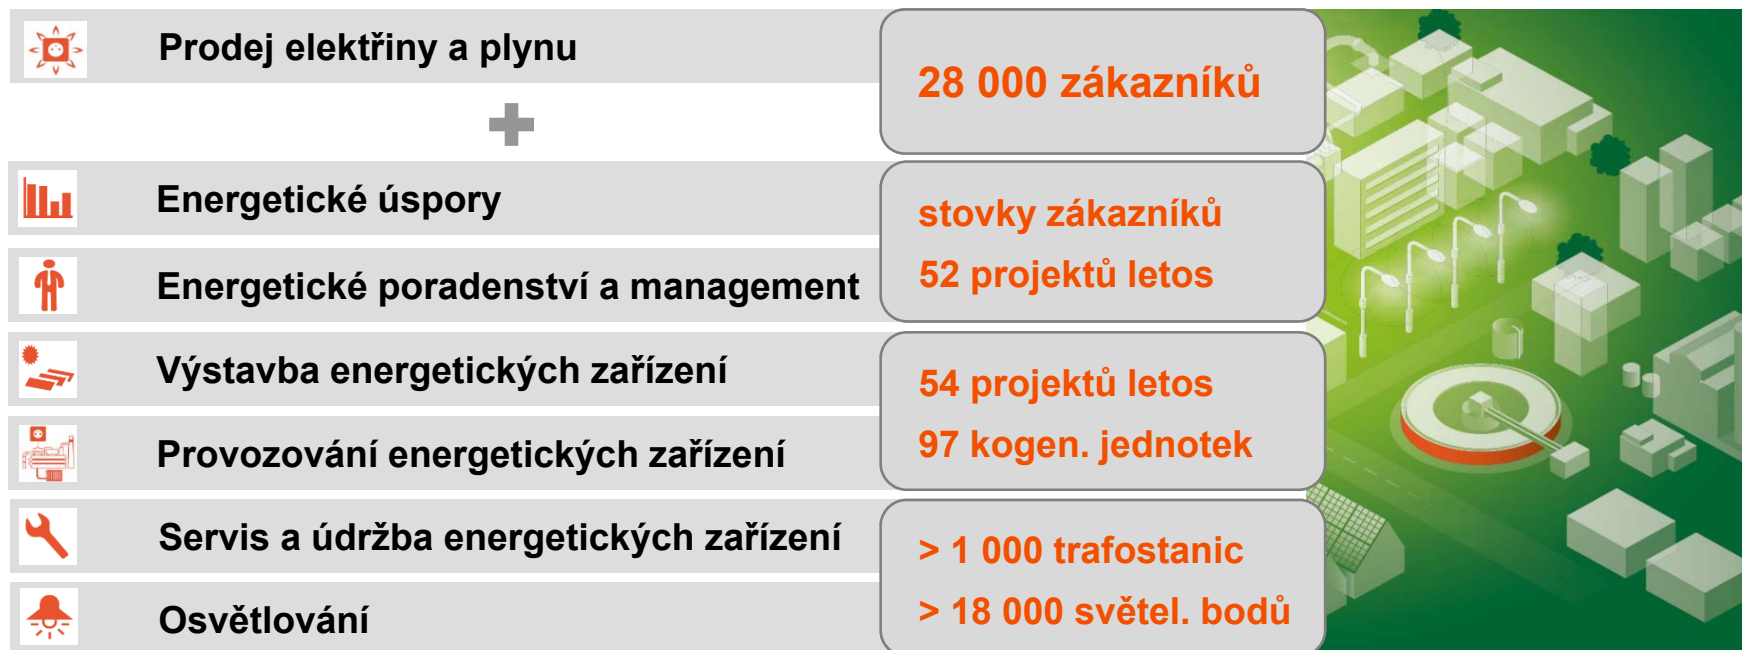 Prodej elektřiny a plynu
28 000 zákazníků
Energetické úspory
Energetické poradenství a management
stovky zákazníků
52 projektů letos
Výstavba energetických zařízení
Provozování energetických zařízení
54 projektů letos
97 kogen. jednotek
Servis a údržba energetických zařízení
Osvětlování
> 1 000 trafostanic
> 18 000 světel. bodů